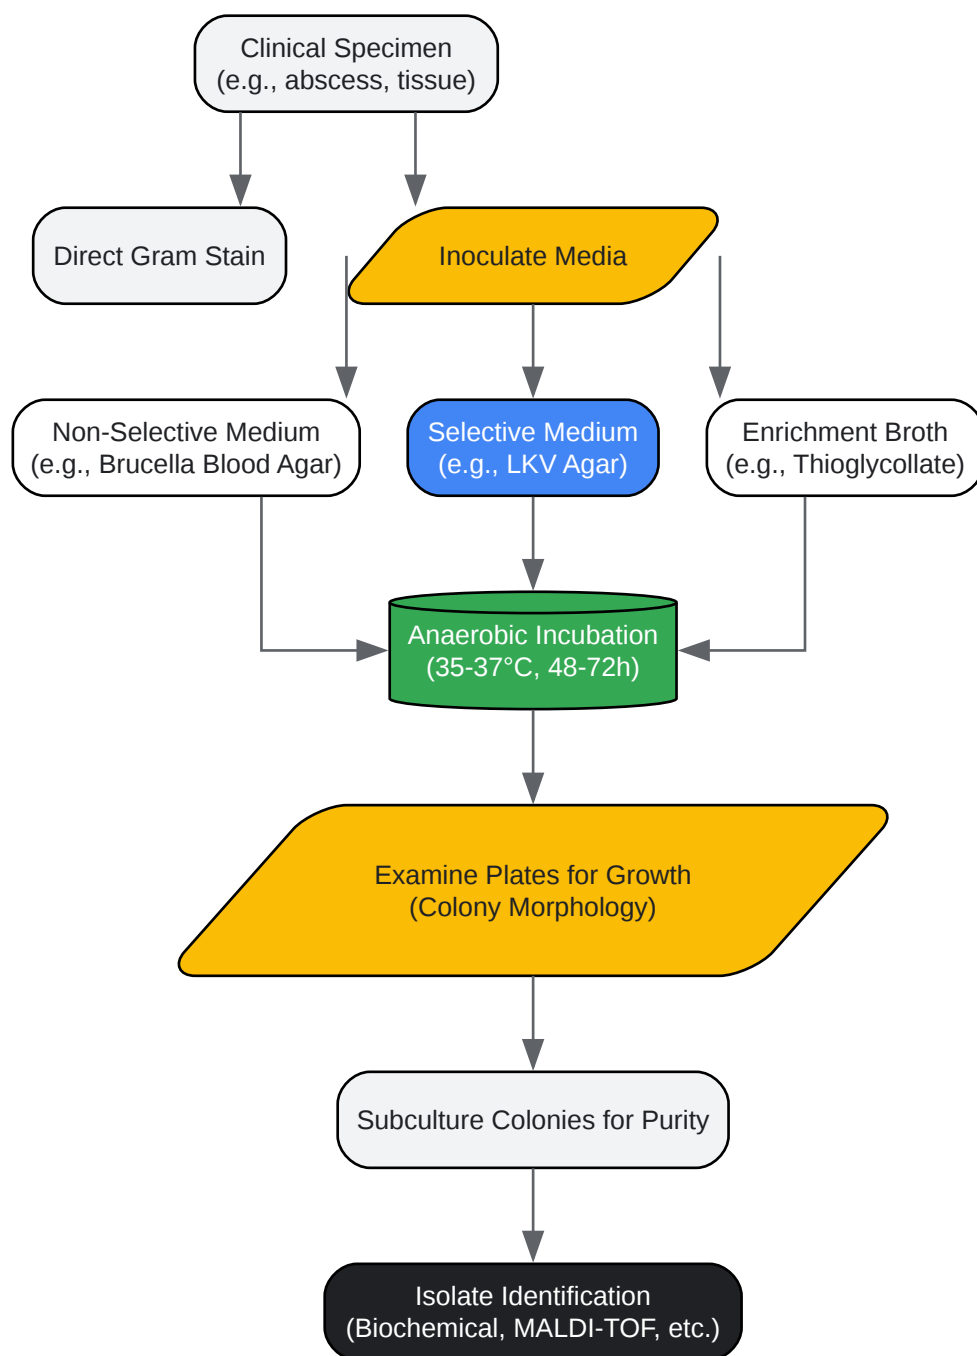 Clinical Specimen
(e.g., abscess, tissue)
Direct Gram Stain
Inoculate Media
Non-Selective Medium
(e.g., Brucella Blood Agar)
Selective Medium
(e.g., LKV Agar)
Enrichment Broth
(e.g., Thioglycollate)
Anaerobic Incubation
(35-37°C, 48-72h)
Examine Plates for Growth
(Colony Morphology)
Subculture Colonies for Purity
Isolate Identification
(Biochemical, MALDI-TOF, etc.)